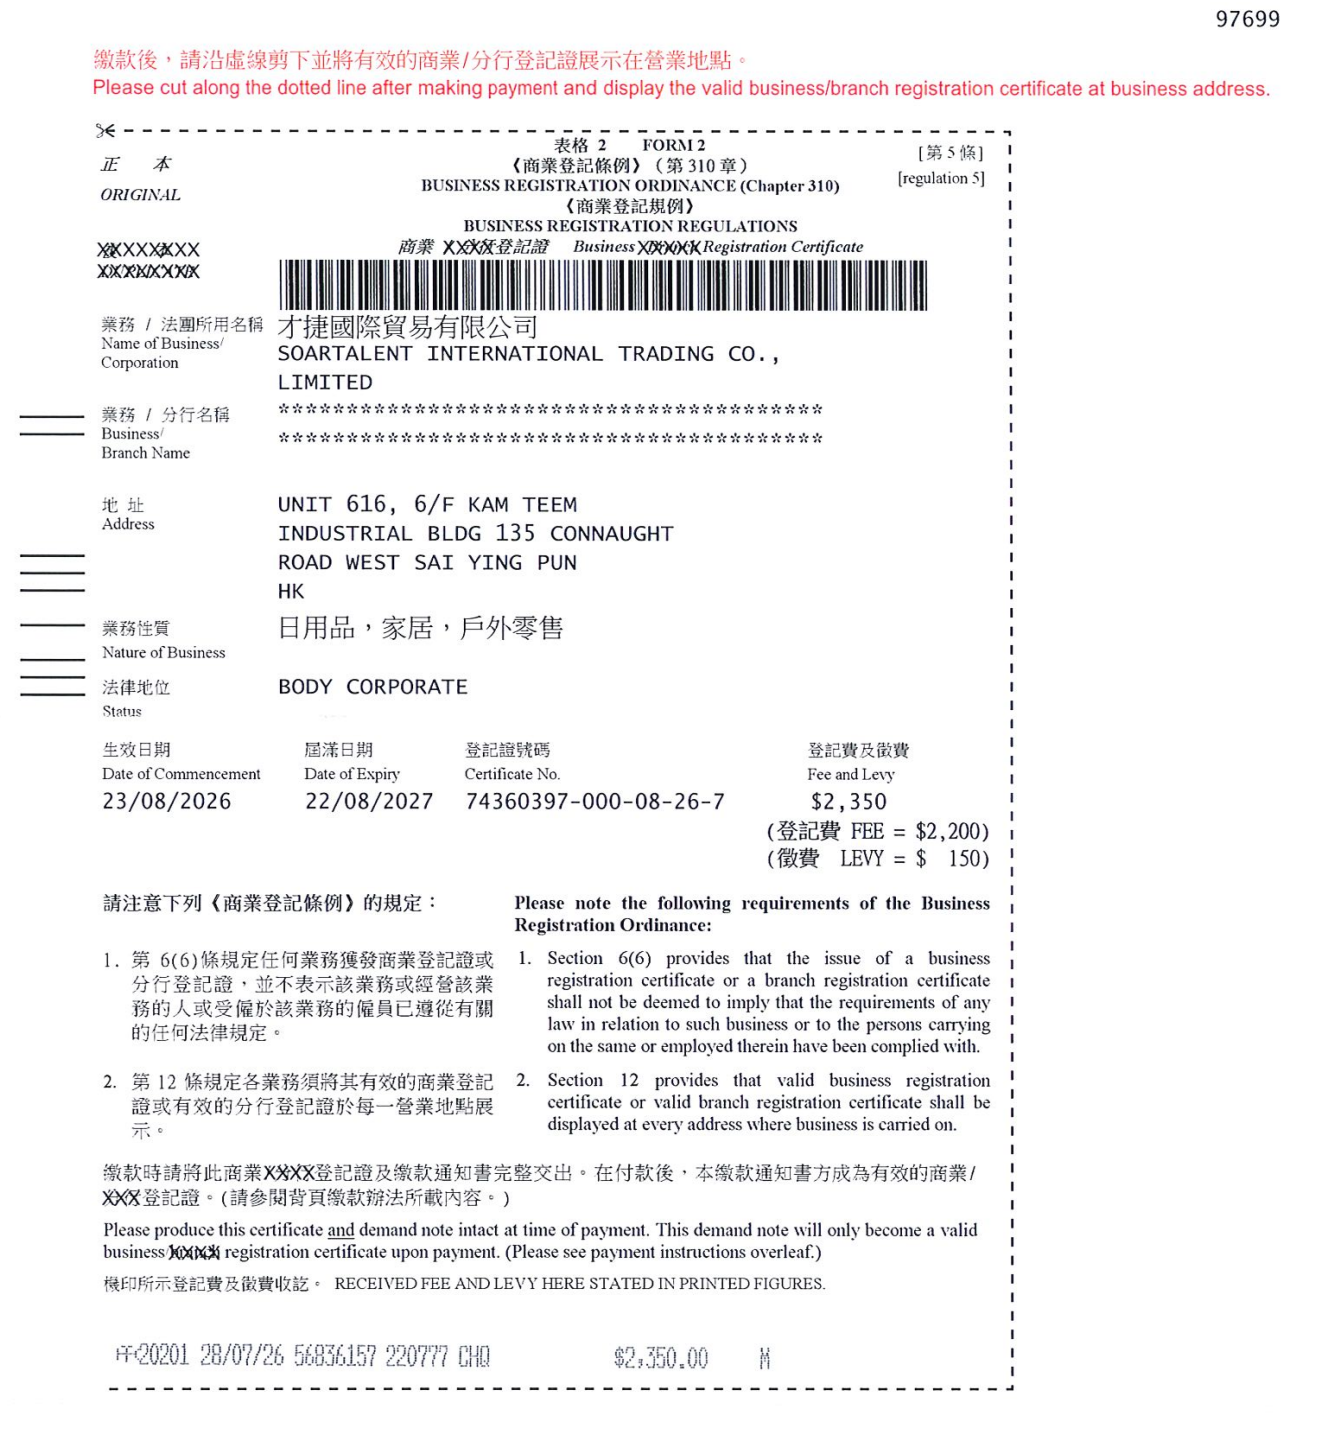 97699
繳款後，請沿虛線剪下並將有效的商業/分行登記證展示在營業地點。
Please cut along the dotted line after making payment and display the valid business/branch registration certificate at business address.
表格 2 FORM 2
[第 5 條]
正 本
《商業登記條例》（第 310 章）
[regulation 5]
ORIGINAL
BUSINESS REGISTRATION ORDINANCE (Chapter 310)
《商業登記規例》
BUSINESS REGISTRATION REGULATIONS
商業 XXXX登記證 Business XXXXX Registration Certificate
業務 / 法團所用名稱 才捷國際貿易有限公司
Name of Business/
Corporation
SOARTALENT INTERNATIONAL TRADING CO.,
LIMITED
業務 / 分行名稱 ****************************************
Business/
Branch Name
****************************************
地 址
Address
UNIT 616, 6/F KAM TEEM
INDUSTRIAL BLDG 135 CONNAUGHT
ROAD WEST SAI YING PUN
HK
業務性質
Nature of Business
日用品，家居，戶外零售
法律地位
Status
BODY CORPORATE
生效日期 屆滿日期 登記證號碼 登記費及徵費
Date of Commencement Date of Expiry Certificate No. Fee and Levy
23/08/2026 22/08/2027 74360397-000-08-26-7 $2,350
(登記費 FEE = $2,200)
(徵費 LEVY = $ 150)
請注意下列《商業登記條例》的規定：
1. 第 6(6)條規定任何業務獲發商業登記證或
分行登記證，並不表示該業務或經營該業
務的人或受僱於該業務的僱員已遵從有關
的任何法律規定。
2. 第 12 條規定各業務須將其有效的商業登記
證或有效的分行登記證於每一營業地點展
示。
Please note the following requirements of the Business
Registration Ordinance:
1. Section 6(6) provides that the issue of a business
registration certificate or a branch registration certificate
shall not be deemed to imply that the requirements of any
law in relation to such business or to the persons carrying
on the same or employed therein have been complied with.
2. Section 12 provides that valid business registration
certificate or valid branch registration certificate shall be
displayed at every address where business is carried on.
繳款時請將此商業XXXX登記證及繳款通知書完整交出。在付款後，本繳款通知書方成為有效的商業/
XXX登記證。(請參閱背頁繳款辦法所載內容。)
Please produce this certificate and demand note intact at time of payment. This demand note will only become a valid
business/XXXX registration certificate upon payment. (Please see payment instructions overleaf.)
機印所示登記費及徵費收訖。 RECEIVED FEE AND LEVY HERE STATED IN PRINTED FIGURES.
20201 28/07/26 56836157 220777 CHQ $2,350.00 M